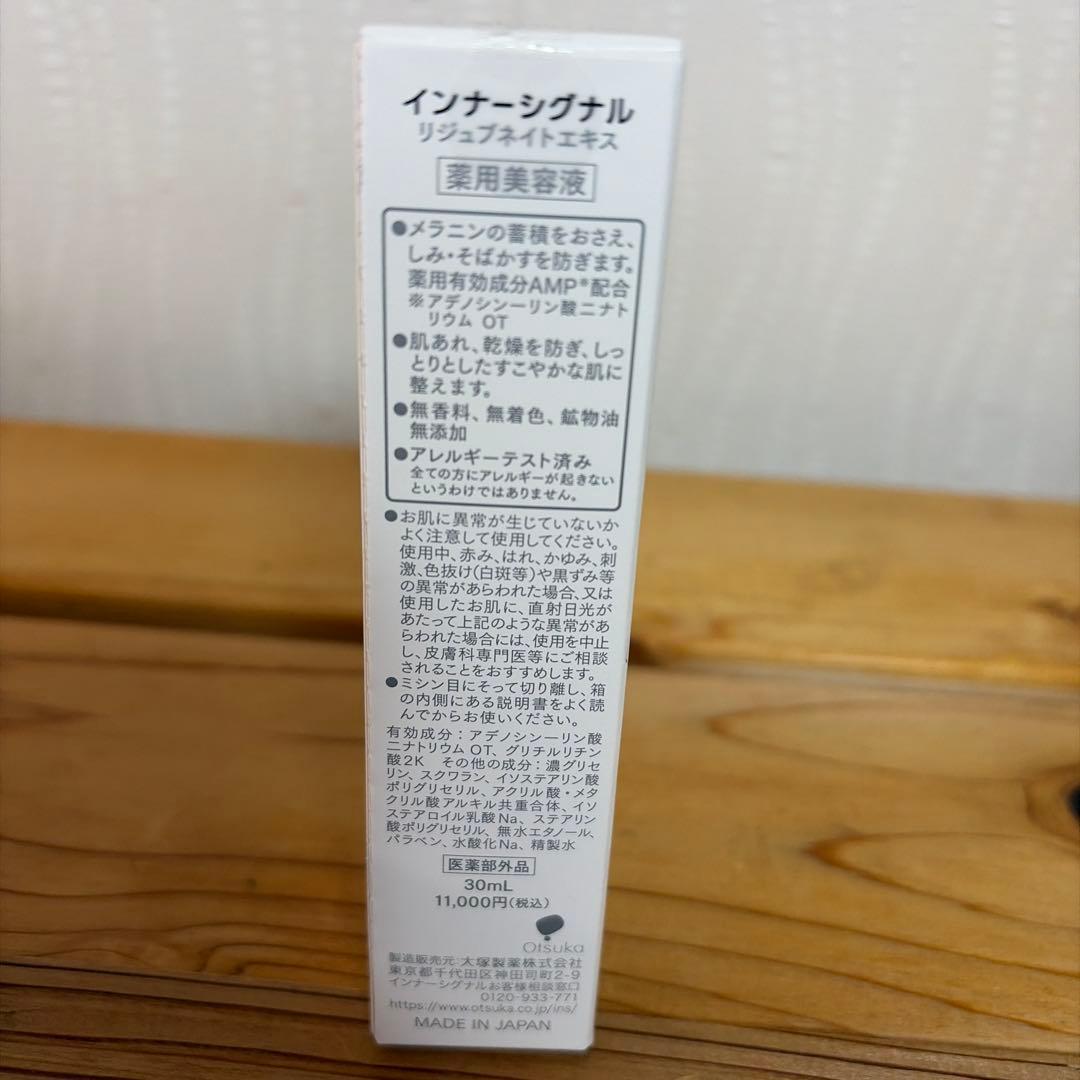 インナーシグナル
リジュブネイトエキス
薬用美容液
●メラニンの蓄積をおさえ、
しみ・そばかすを防ぎます。
薬用有効成分AMP※配合
※アデノシン一リン酸二ナト
リウム OT
●肌あれ、乾燥を防ぎ、しっ
とりとしたすこやかな肌に
整えます。
●無香料、無着色、鉱物油
無添加
●アレルギーテスト済み
全ての方にアレルギーが起きない
というわけではありません。
●お肌に異常が生じていないか
よく注意して使用してください。
使用中、赤み、はれ、かゆみ、刺
激、色抜け(白斑等)や黒ずみ等
の異常があらわれた場合、又は
使用したお肌に、直射日光が
あたって上記のような異常があ
らわれた場合には、使用を中止
し、皮膚科専門医等にご相談
されることをおすすめします。
●ミシン目にそって切り離し、箱
の内側にある説明書をよく読
んでからお使いください。
有効成分：アデノシン一リン酸
二ナトリウム OT、グリチルリチン
酸2K その他の成分：濃グリセ
リン、スクワラン、イソステアリン酸
ポリグリセリル、アクリル酸・メタ
クリル酸アルキル共重合体、イソ
ステアロイル乳酸Na、ステアリン
酸ポリグリセリル、無水エタノール、
パラベン、水酸化Na、精製水
医薬部外品
30mL
11,000円(税込)
Otsuka
製造販売元：大塚製薬株式会社
東京都千代田区神田司町2-9
インナーシグナルお客様相談窓口
0120-933-771
https://www.otsuka.co.jp/ins/
MADE IN JAPAN